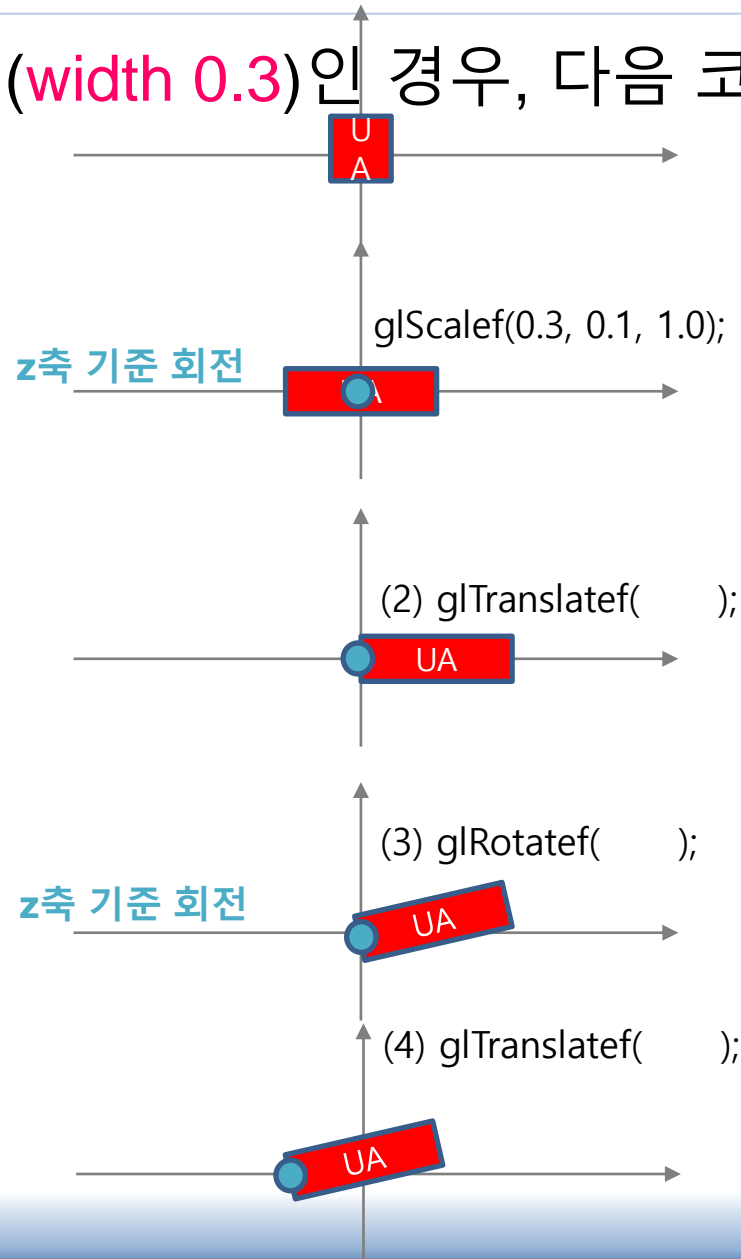 (width 0.3)인 경우, 다음 코
U
A
glScalef(0.3, 0.1, 1.0);
z축 기준 회전
(2) glTranslatef( );
UA
(3) glRotatef( );
z축 기준 회전
UA
(4) glTranslatef( );
UA